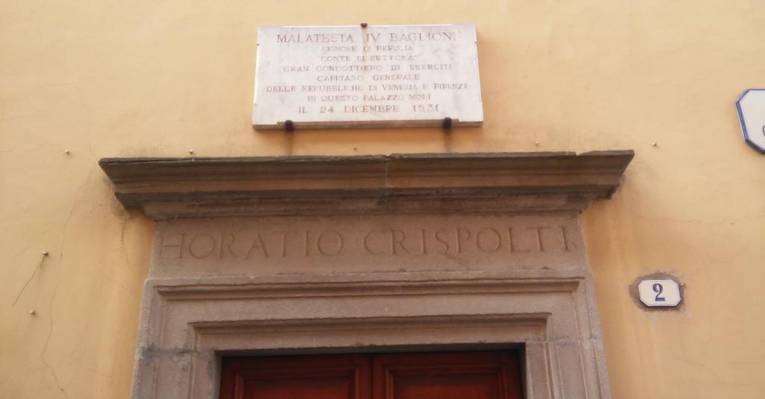 MALATESTA IV BAGLIONI
SIGNORE DI PERUGIA
CONTE DI BETTONA
GRAN CONDOTTIERO DI ESERCITI
CAPITANO GENERALE
DELLE REPUBBLICHE DI VENEZIA E FIRENZE
IN QUESTO PALAZZO MORÌ
IL 24 DICEMBRE 1531
HORATIO CRISPOLTI
2